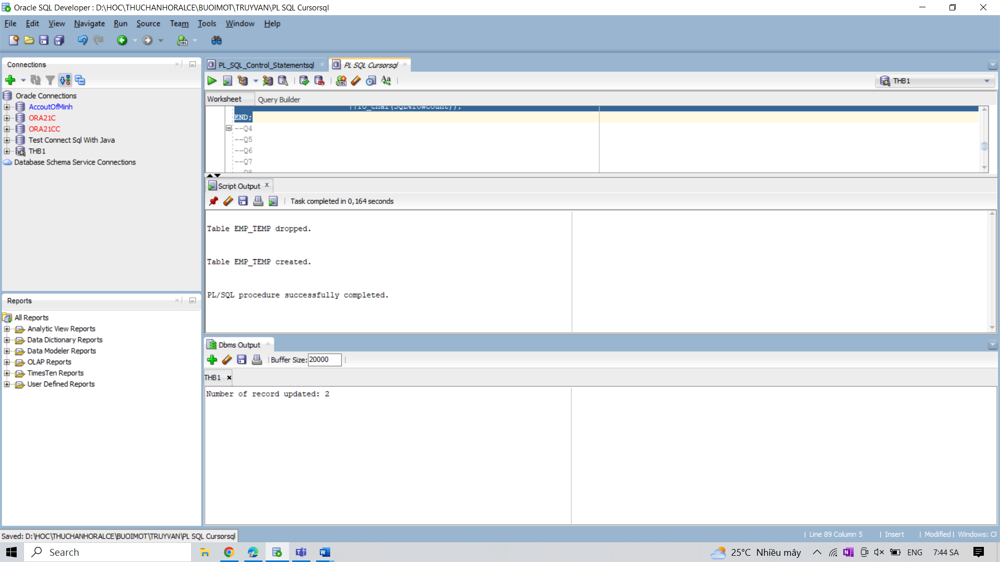 Oracle SQL Developer : D:\HOC\THUCHANHORALCE\BUOIMOT\TRUYVAN\PL SQL Cursorsql
File Edit View Navigate Run Source Team Tools Window Help
Connections
Oracle Connections
AccoutOfMinh
ORA21C
ORA21CC
Test Connect Sql With Java
THB1
Database Schema Service Connections
Reports
All Reports
Analytic View Reports
Data Dictionary Reports
Data Modeler Reports
OLAP Reports
TimesTen Reports
User Defined Reports
PL_SQL_Control_Statementsql
PL SQL Cursorsql
THB1
Worksheet
Query Builder
||To_char(SQL%rowcount));
END;
--Q4
--Q5
--Q6
--Q7
--Q8
Script Output
Task completed in 0,164 seconds
Table EMP_TEMP dropped.
Table EMP_TEMP created.
PL/SQL procedure successfully completed.
Dbms Output
Buffer Size: 20000
THB1
Number of record updated: 2
Saved: D:\HOC\THUCHANHORALCE\BUOIMOT\TRUYVAN\PL SQL Cursorsql
Line 89 Column 5 | Insert | Modified | Windows:
Search
25°C Nhiều mây
ENG
7:44 SA